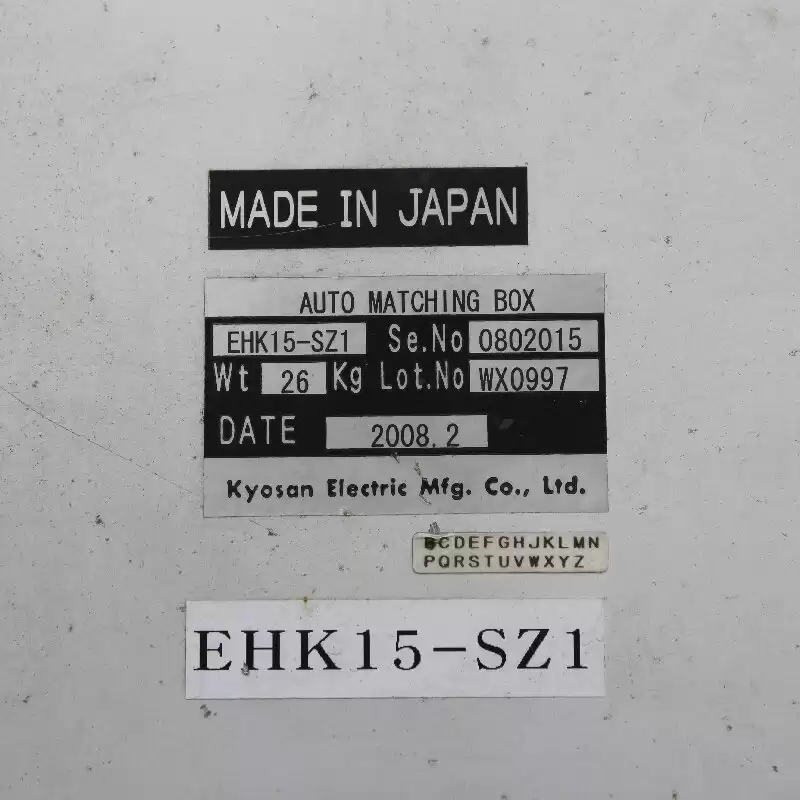 MADE IN JAPAN
AUTO MATCHING BOX
EHK15-SZ1 Se.No 0802015
Wt 26 Kg Lot.No WX0997
DATE 2008.2
Kyosan Electric Mfg. Co., Ltd.
BCDEFGHJKLMN
PQRSTUVWXYZ
EHK15-SZ1